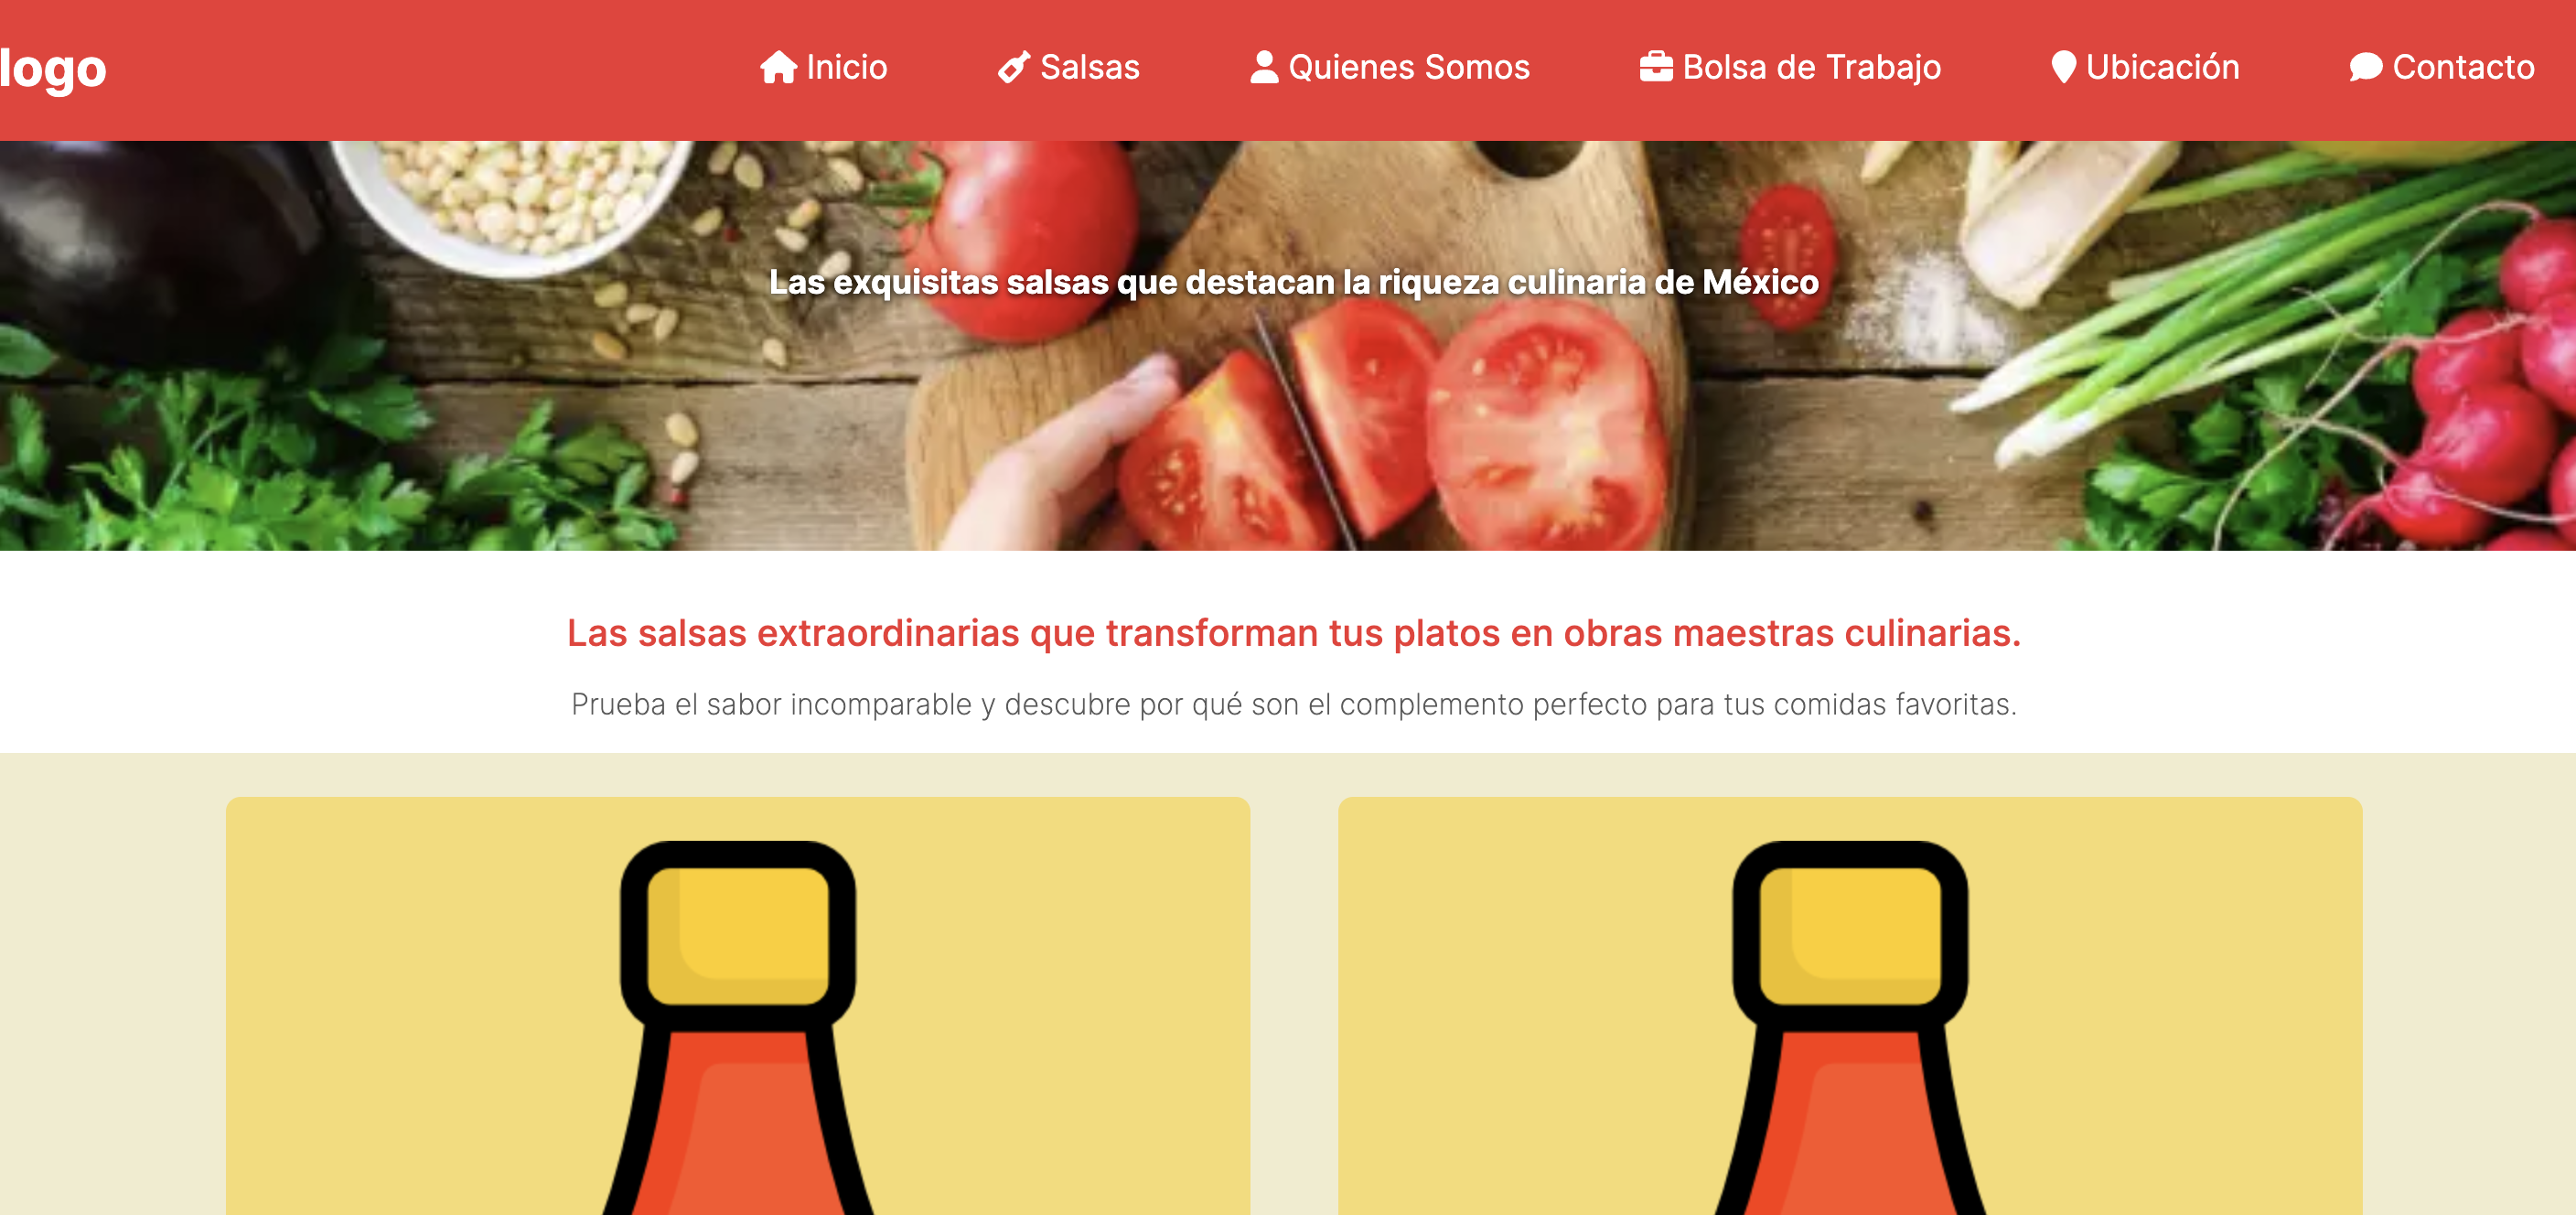 logo
Inicio
Salsas
Quienes Somos
Bolsa de Trabajo
Ubicación
Contacto
Las exquisitas salsas que destacan la riqueza culinaria de México
Las salsas extraordinarias que transforman tus platos en obras maestras culinarias.
Prueba el sabor incomparable y descubre por qué son el complemento perfecto para tus comidas favoritas.